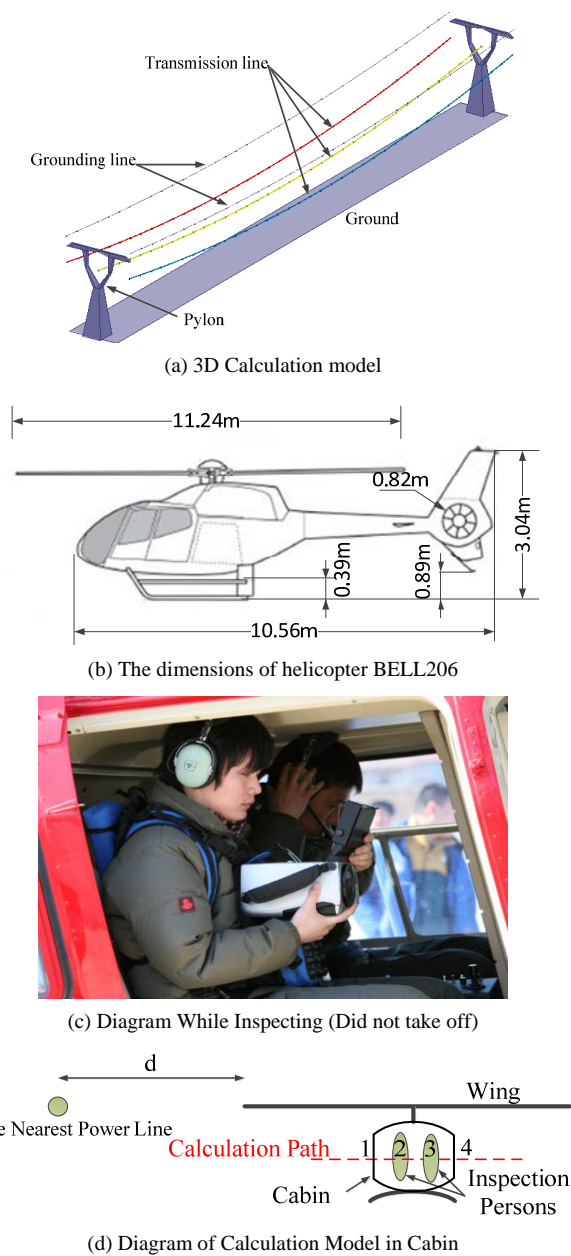 Transmission line
Grounding line
Ground
Pylon
(a) 3D Calculation model
11.24m
0.82m
3.04m
0.39m
0.89m
10.56m
(b) The dimensions of helicopter BELL206
(c) Diagram While Inspecting (Did not take off)
d
Wing
e Nearest Power Line
Calculation Path
1 2 3 4
Cabin
Inspection
Persons
(d) Diagram of Calculation Model in Cabin